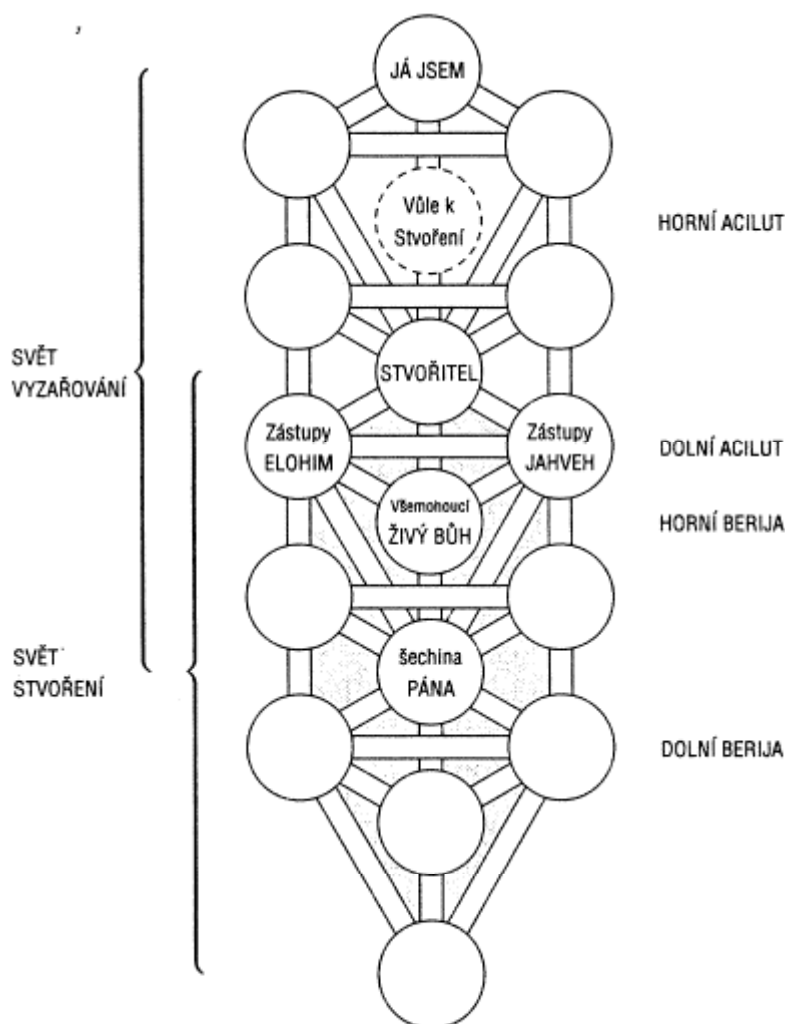 JÁ JSEM
Vůle k
Stvoření
HORNÍ ACILUT
SVĚT
VYZAŘOVÁNÍ
STVOŘITEL
Zástupy
ELOHIM
Zástupy
JAHVEH
DOLNÍ ACILUT
Všemohoucí
ŽIVÝ BŮH
HORNÍ BERIJA
SVĚT
STVOŘENÍ
šechina
PÁNA
DOLNÍ BERIJA